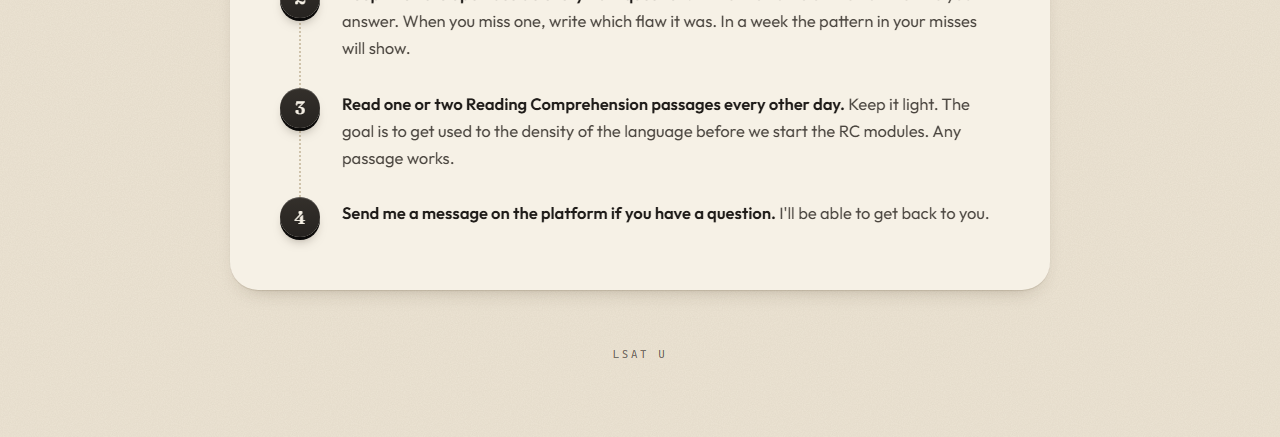 2
answer. When you miss one, write which flaw it was. In a week the pattern in your misses
will show.
3
Read one or two Reading Comprehension passages every other day. Keep it light. The
goal is to get used to the density of the language before we start the RC modules. Any
passage works.
4
Send me a message on the platform if you have a question. I'll be able to get back to you.
LSAT U